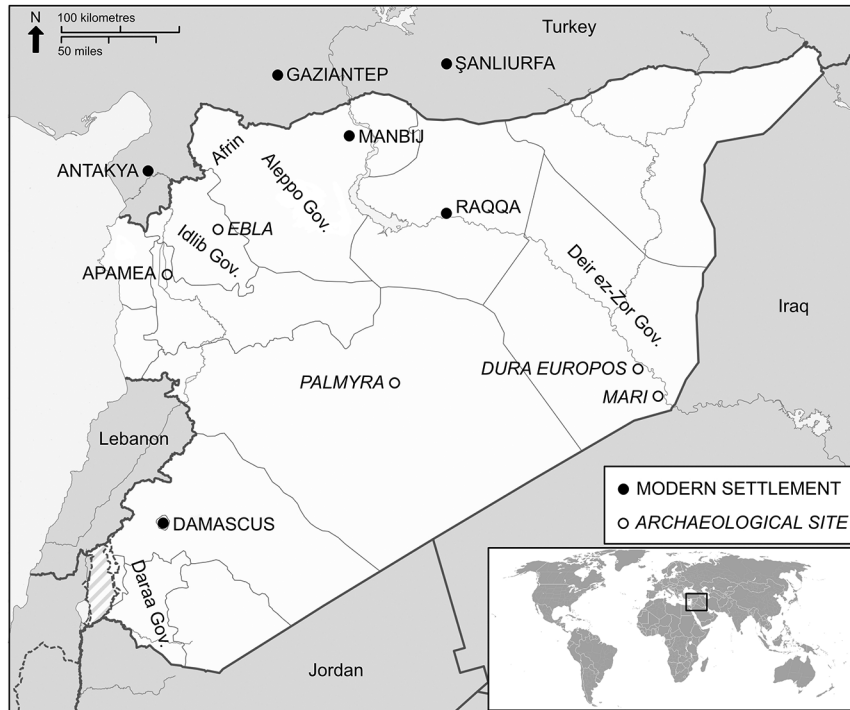 N
100 kilometres
50 miles
Turkey
GAZIANTEP
ŞANLIURFA
MANBIJ
Afrin
ANTAKYA
Aleppo Gov.
RAQQA
EBLA
Idlib Gov.
APAMEA
Deir ez-Zor Gov.
Iraq
DURA EUROPOS
PALMYRA
MARI
Lebanon
MODERN SETTLEMENT
DAMASCUS
ARCHAEOLOGICAL SITE
Daraa Gov.
Jordan